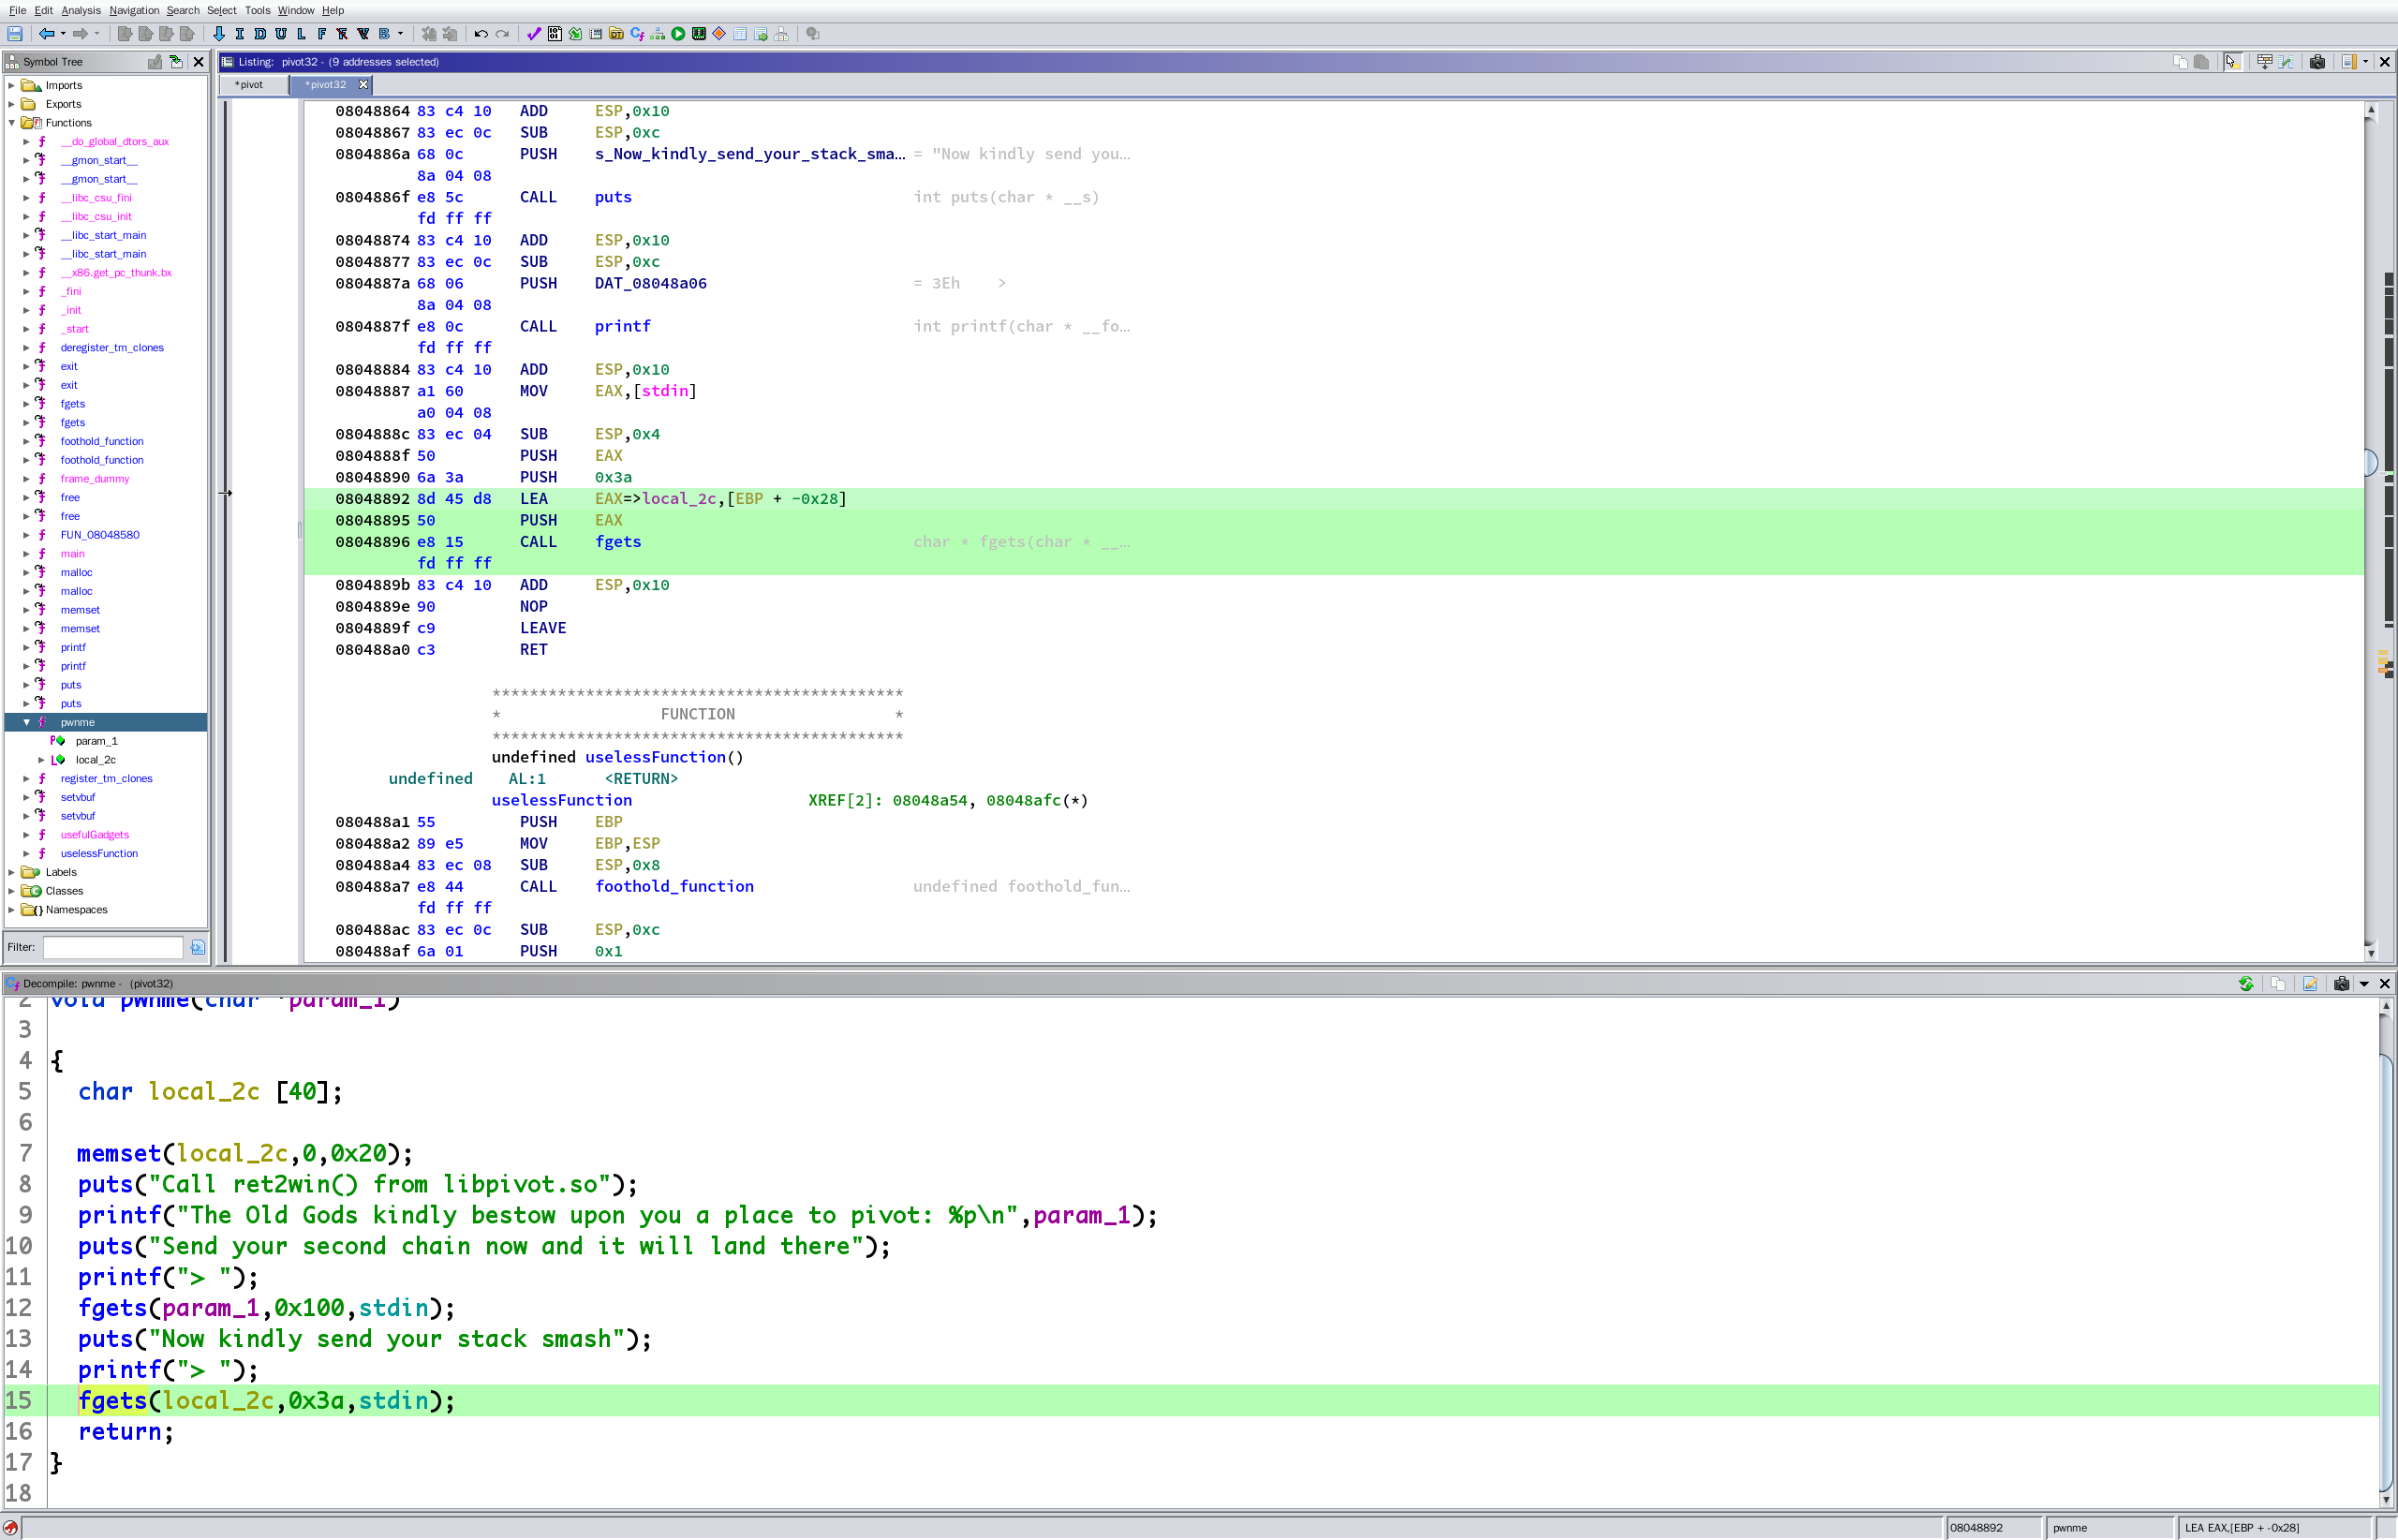 File Edit Analysis Navigation Search Select Tools Window Help
I D U L F B
Symbol Tree
Imports
Exports
Functions
__do_global_dtors_aux
__gmon_start__
__gmon_start__
__libc_csu_fini
__libc_csu_init
__libc_start_main
__libc_start_main
__x86.get_pc_thunk.bx
_fini
_init
_start
deregister_tm_clones
exit
exit
fgets
fgets
foothold_function
foothold_function
frame_dummy
free
free
FUN_08048580
main
malloc
malloc
memset
memset
printf
printf
puts
puts
pwnme
param_1
local_2c
register_tm_clones
setvbuf
setvbuf
usefulGadgets
uselessFunction
Labels
Classes
Namespaces
Filter:
Listing: pivot32 - (9 addresses selected)
*pivot *pivot32
08048864 83 c4 10 ADD ESP,0x10
08048867 83 ec 0c SUB ESP,0xc
0804886a 68 0c PUSH s_Now_kindly_send_your_stack_sma… = "Now kindly send you…
8a 04 08
0804886f e8 5c CALL puts int puts(char * __s)
fd ff ff
08048874 83 c4 10 ADD ESP,0x10
08048877 83 ec 0c SUB ESP,0xc
0804887a 68 06 PUSH DAT_08048a06 = 3Eh >
8a 04 08
0804887f e8 0c CALL printf int printf(char * __fo…
fd ff ff
08048884 83 c4 10 ADD ESP,0x10
08048887 a1 60 MOV EAX,[stdin]
a0 04 08
0804888c 83 ec 04 SUB ESP,0x4
0804888f 50 PUSH EAX
08048890 6a 3a PUSH 0x3a
08048892 8d 45 d8 LEA EAX=>local_2c,[EBP + -0x28]
08048895 50 PUSH EAX
08048896 e8 15 CALL fgets char * fgets(char * __…
fd ff ff
0804889b 83 c4 10 ADD ESP,0x10
0804889e 90 NOP
0804889f c9 LEAVE
080488a0 c3 RET
********************************************
* FUNCTION *
********************************************
undefined uselessFunction()
undefined AL:1 <RETURN>
uselessFunction XREF[2]: 08048a54, 08048afc(*)
080488a1 55 PUSH EBP
080488a2 89 e5 MOV EBP,ESP
080488a4 83 ec 08 SUB ESP,0x8
080488a7 e8 44 CALL foothold_function undefined foothold_fun…
fd ff ff
080488ac 83 ec 0c SUB ESP,0xc
080488af 6a 01 PUSH 0x1
Decompile: pwnme - (pivot32)
2 void pwnme(char *param_1)
3
4 {
5 char local_2c [40];
6
7 memset(local_2c,0,0x20);
8 puts("Call ret2win() from libpivot.so");
9 printf("The Old Gods kindly bestow upon you a place to pivot: %p\n",param_1);
10 puts("Send your second chain now and it will land there");
11 printf("> ");
12 fgets(param_1,0x100,stdin);
13 puts("Now kindly send your stack smash");
14 printf("> ");
15 fgets(local_2c,0x3a,stdin);
16 return;
17 }
18
08048892 pwnme LEA EAX,[EBP + -0x28]